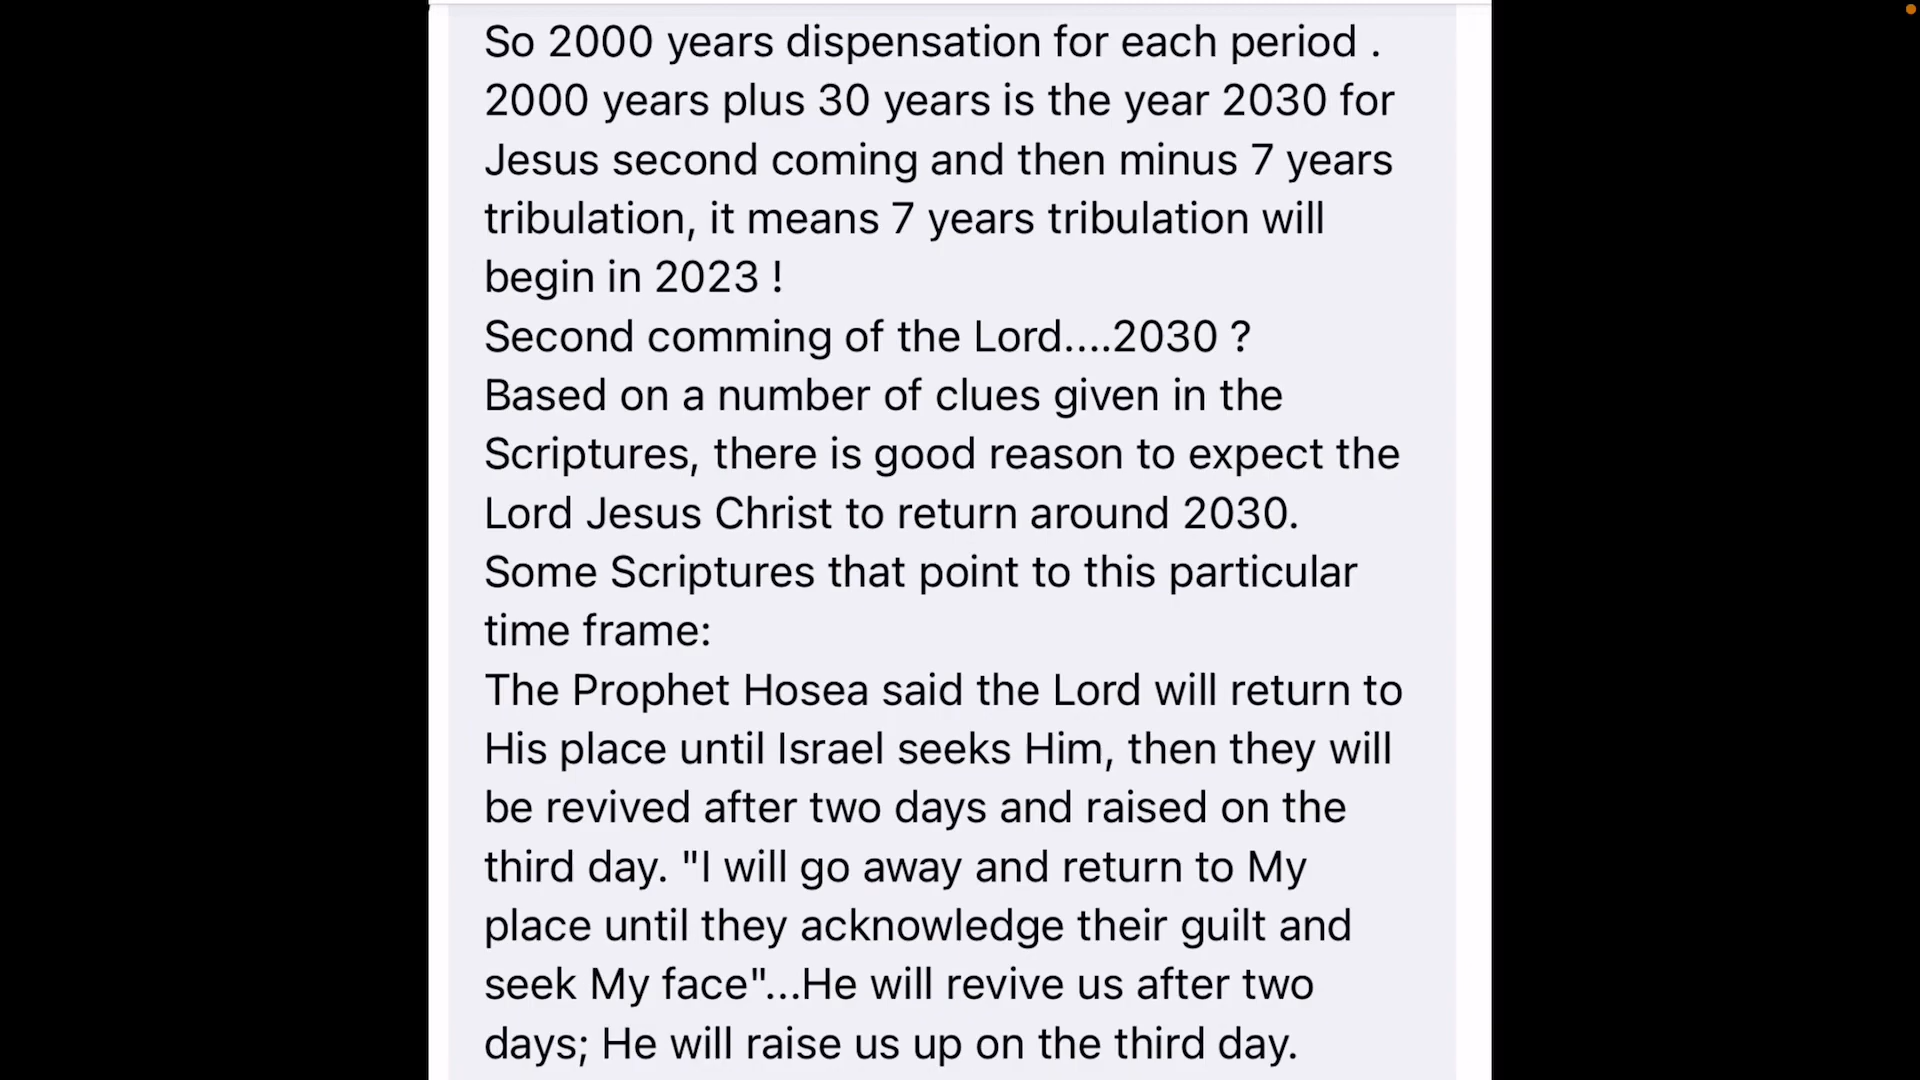 So 2000 years dispensation for each period .
2000 years plus 30 years is the year 2030 for
Jesus second coming and then minus 7 years
tribulation, it means 7 years tribulation will
begin in 2023 !
Second comming of the Lord....2030 ?
Based on a number of clues given in the
Scriptures, there is good reason to expect the
Lord Jesus Christ to return around 2030.
Some Scriptures that point to this particular
time frame:
The Prophet Hosea said the Lord will return to
His place until Israel seeks Him, then they will
be revived after two days and raised on the
third day. "I will go away and return to My
place until they acknowledge their guilt and
seek My face"...He will revive us after two
days; He will raise us up on the third day.